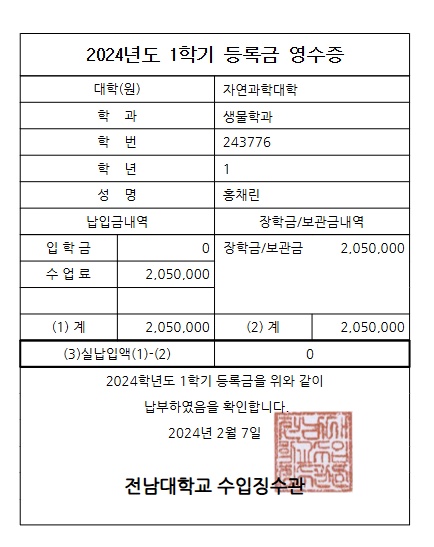 2024년도 1학기 등록금 영수증
대학(원) 자연과학대학
학 과 생물학과
학 번 243776
학 년 1
성 명 홍채린
납입금내역 장학금/보관금내역
입 학 금 0 장학금/보관금 2,050,000
수 업 료 2,050,000
(1) 계 2,050,000 (2) 계 2,050,000
(3)실납입액(1)-(2) 0
2024학년도 1학기 등록금을 위와 같이
납부하였음을 확인합니다.
2024년 2월 7일
전남대학교 수입징수관